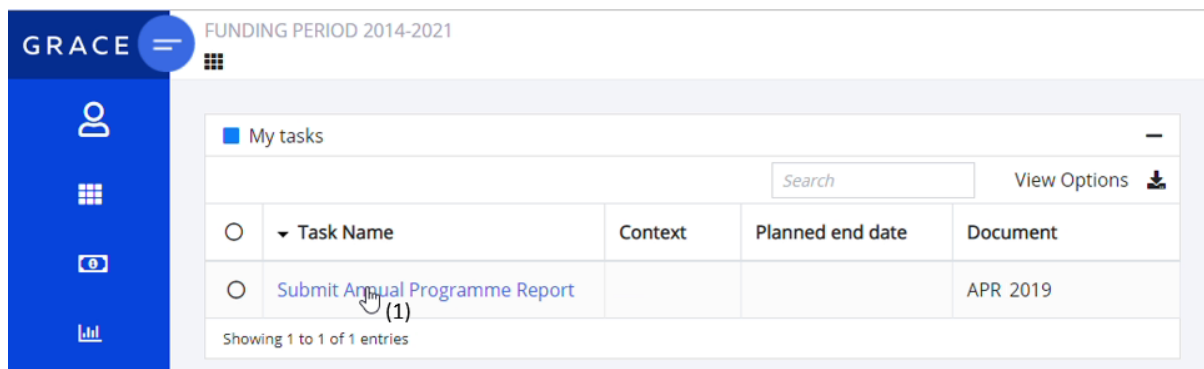 GRACE
FUNDING PERIOD 2014-2021
My tasks
Search
View Options
Task Name Context Planned end date Document
Submit Annual Programme Report APR 2019
(1)
Showing 1 to 1 of 1 entries